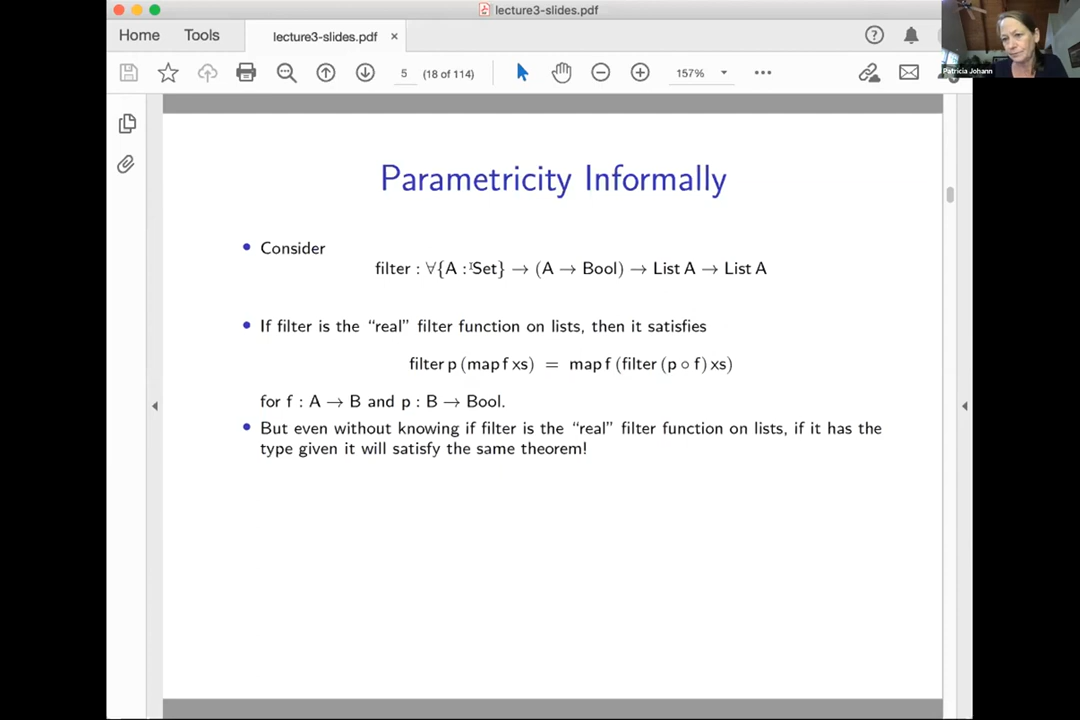 lecture3-slides.pdf
Home Tools lecture3-slides.pdf ×
5 (18 of 114) 157%
Patricia Johann
Parametricity Informally
• Consider
filter : ∀{A : Set} → (A → Bool) → List A → List A
• If filter is the “real” filter function on lists, then it satisfies
filter p (map f xs) = map f (filter (p ∘ f) xs)
for f : A → B and p : B → Bool.
• But even without knowing if filter is the “real” filter function on lists, if it has the
type given it will satisfy the same theorem!